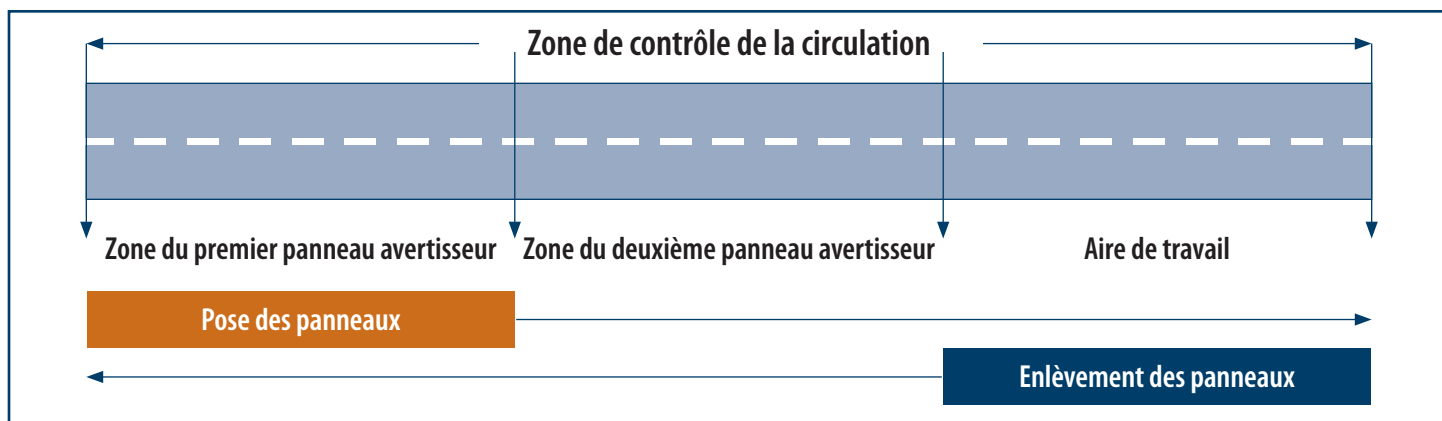 Zone de contrôle de la circulation
Zone du premier panneau avertisseur
Zone du deuxième panneau avertisseur
Aire de travail
Pose des panneaux
Enlèvement des panneaux